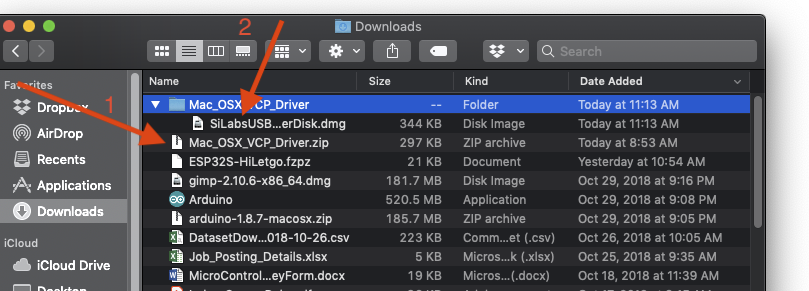 2
Downloads
Search
Favorites
Name Size Kind Date Added
1
Dropbox
Mac_OSX_VCP_Driver -- Folder Today at 11:13 AM
SiLabsUSB...erDisk.dmg 344 KB Disk Image Today at 11:13 AM
AirDrop
Mac_OSX_VCP_Driver.zip 297 KB ZIP archive Today at 8:53 AM
Recents
ESP32S-HiLetgo.fzpz 21 KB Document Yesterday at 10:54 AM
Applications
gimp-2.10.6-x86_64.dmg 181.7 MB Disk Image Oct 29, 2018 at 9:16 PM
Arduino 520.5 MB Application Oct 29, 2018 at 9:08 PM
Downloads
arduino-1.8.7-macosx.zip 185.7 MB ZIP archive Oct 29, 2018 at 9:05 PM
DatasetDow...018-10-26.csv 223 KB Comm...et (.csv) Oct 26, 2018 at 10:05 AM
iCloud
Job_Posting_Details.xlsx 5 KB Micros...k (.xlsx) Oct 25, 2018 at 9:35 AM
iCloud Drive
MicroControl...eyForm.docx 19 KB Micros...(.docx) Oct 18, 2018 at 11:39 AM
Desktop